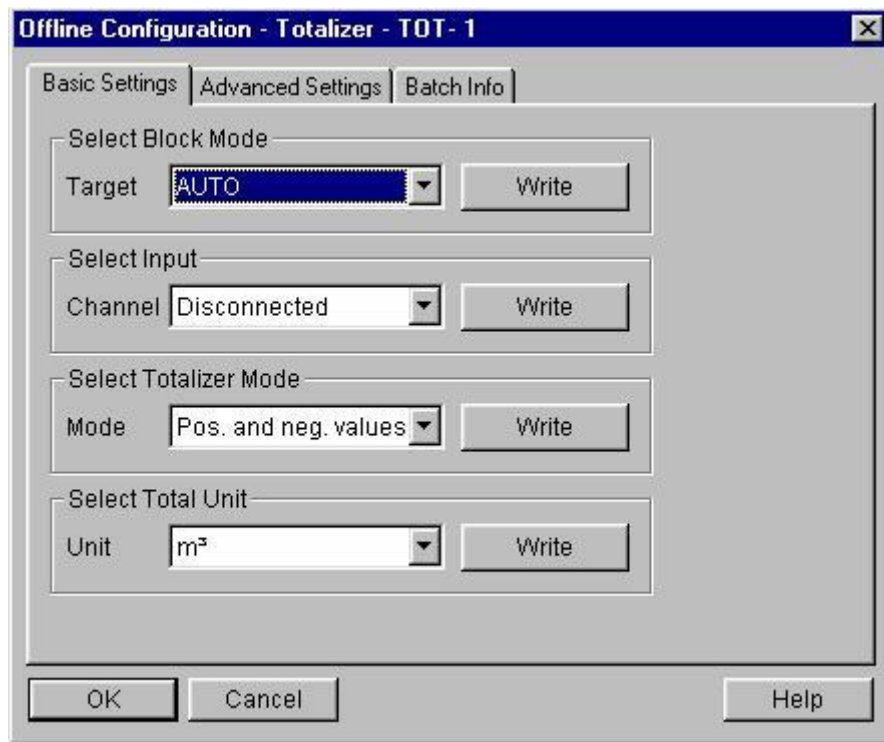 Offline Configuration - Totalizer - TOT- 1
Basic Settings Advanced Settings Batch Info
Select Block Mode
Target AUTO Write
Select Input
Channel Disconnected Write
Select Totalizer Mode
Mode Pos. and neg. values Write
Select Total Unit
Unit m³ Write
OK Cancel Help